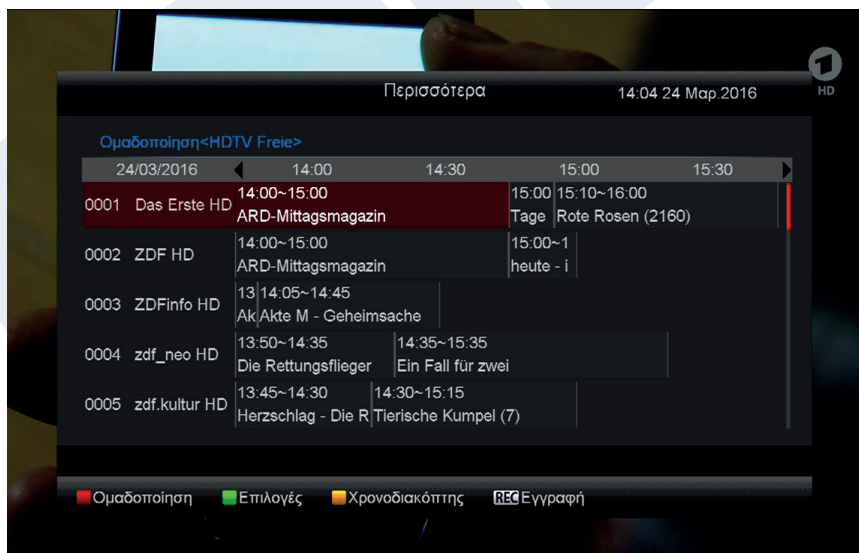 1
HD
Περισσότερα 14:04 24 Μαρ.2016
Ομαδοποίηση<HDTV Freie>
24/03/2016 14:00 14:30 15:00 15:30
0001 Das Erste HD 14:00~15:00 15:00 15:10~16:00
ARD-Mittagsmagazin Tage Rote Rosen (2160)
0002 ZDF HD 14:00~15:00 15:00~1
ARD-Mittagsmagazin heute - i
0003 ZDFinfo HD 13 14:05~14:45
Ak Akte M - Geheimsache
0004 zdf_neo HD 13:50~14:35 14:35~15:35
Die Rettungsflieger Ein Fall für zwei
0005 zdf.kultur HD 13:45~14:30 14:30~15:15
Herzschlag - Die R Tierische Kumpel (7)
Ομαδοποίηση Επιλογές Χρονοδιακόπτης REC Εγγραφή